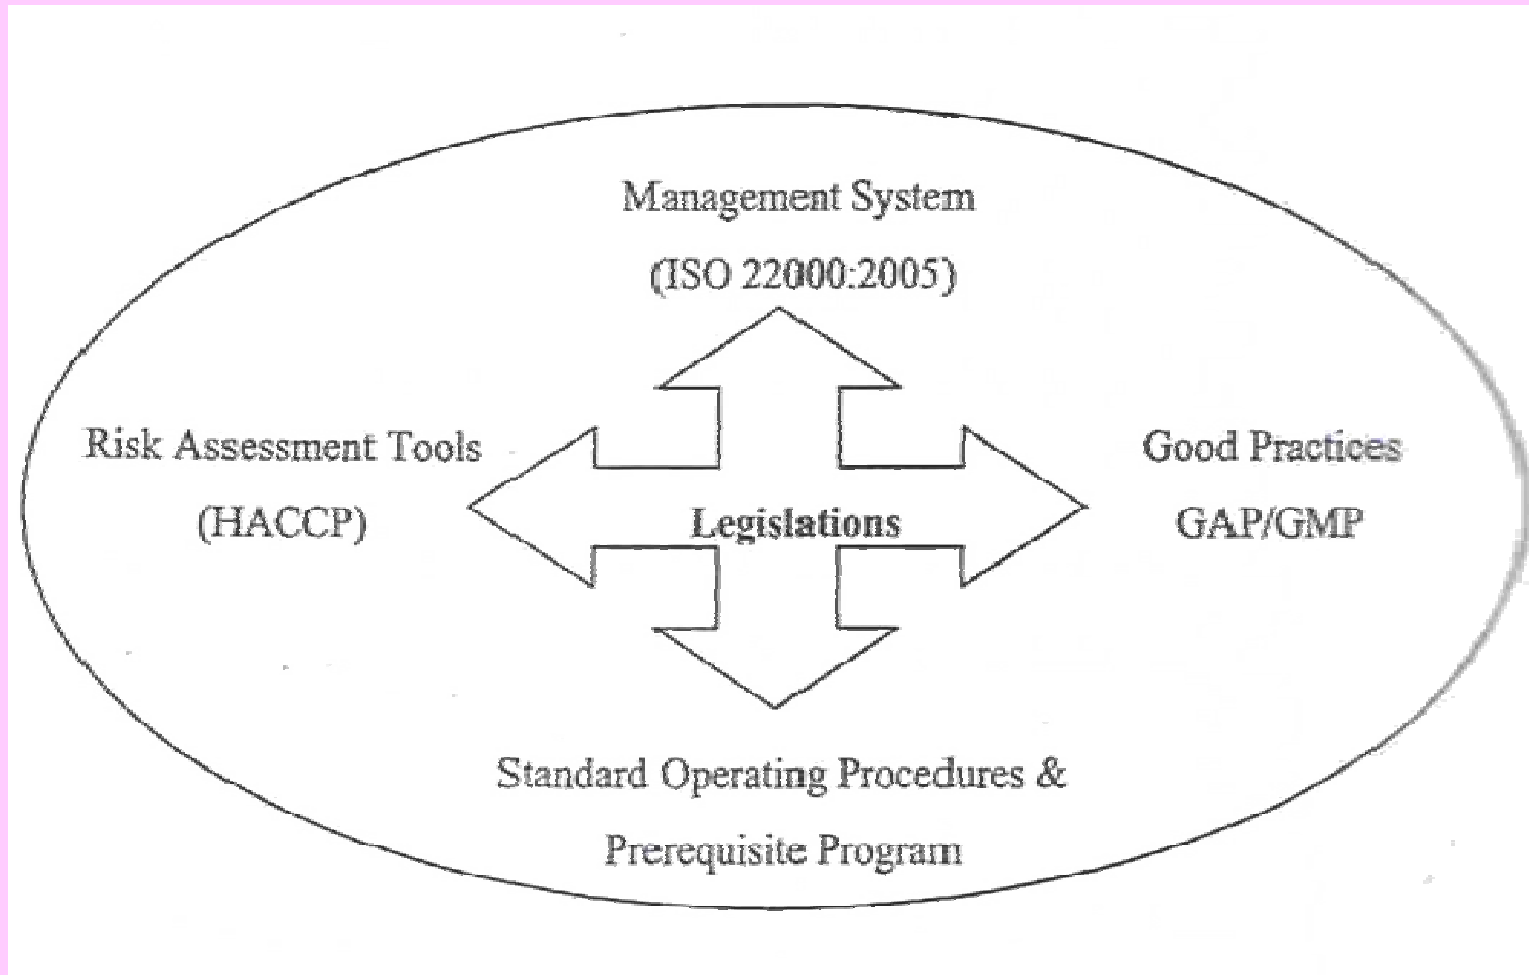 Management System
(ISO 22000:2005)
Risk Assessment Tools
(HACCP)
Legislations
Good Practices
GAP/GMP
Standard Operating Procedures &
Prerequisite Program